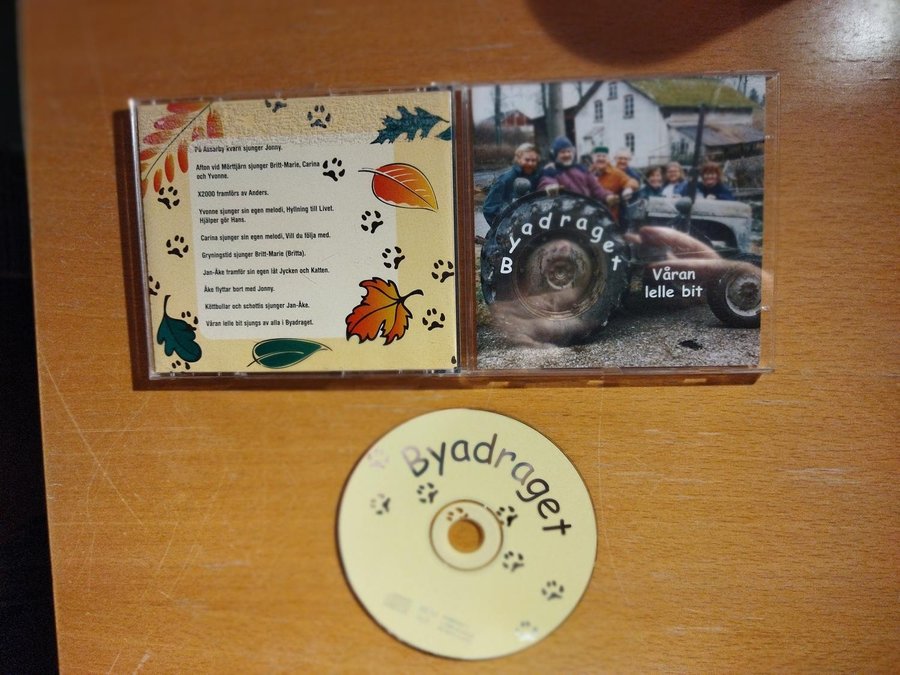 På Assarby kvarn sjunger Jonny.
Afton vid Mörttjärn sjunger Britt-Marie, Carina
och Yvonne.
X2000 framförs av Anders.
Yvonne sjunger sin egen melodi, Hyllning till Livet.
Hjälper gör Hans.
Carina sjunger sin egen melodi, Vill du följa med.
Gryningstid sjunger Britt-Marie (Britta).
Jan-Åke framför sin egen låt Jycken och Katten.
Åke flyttar bort med Jonny.
Köttbullar och schottis sjunger Jan-Åke.
Våran lelle bit sjungs av alla i Byadraget.
Byadraget
Våran
lelle bit
Byadraget